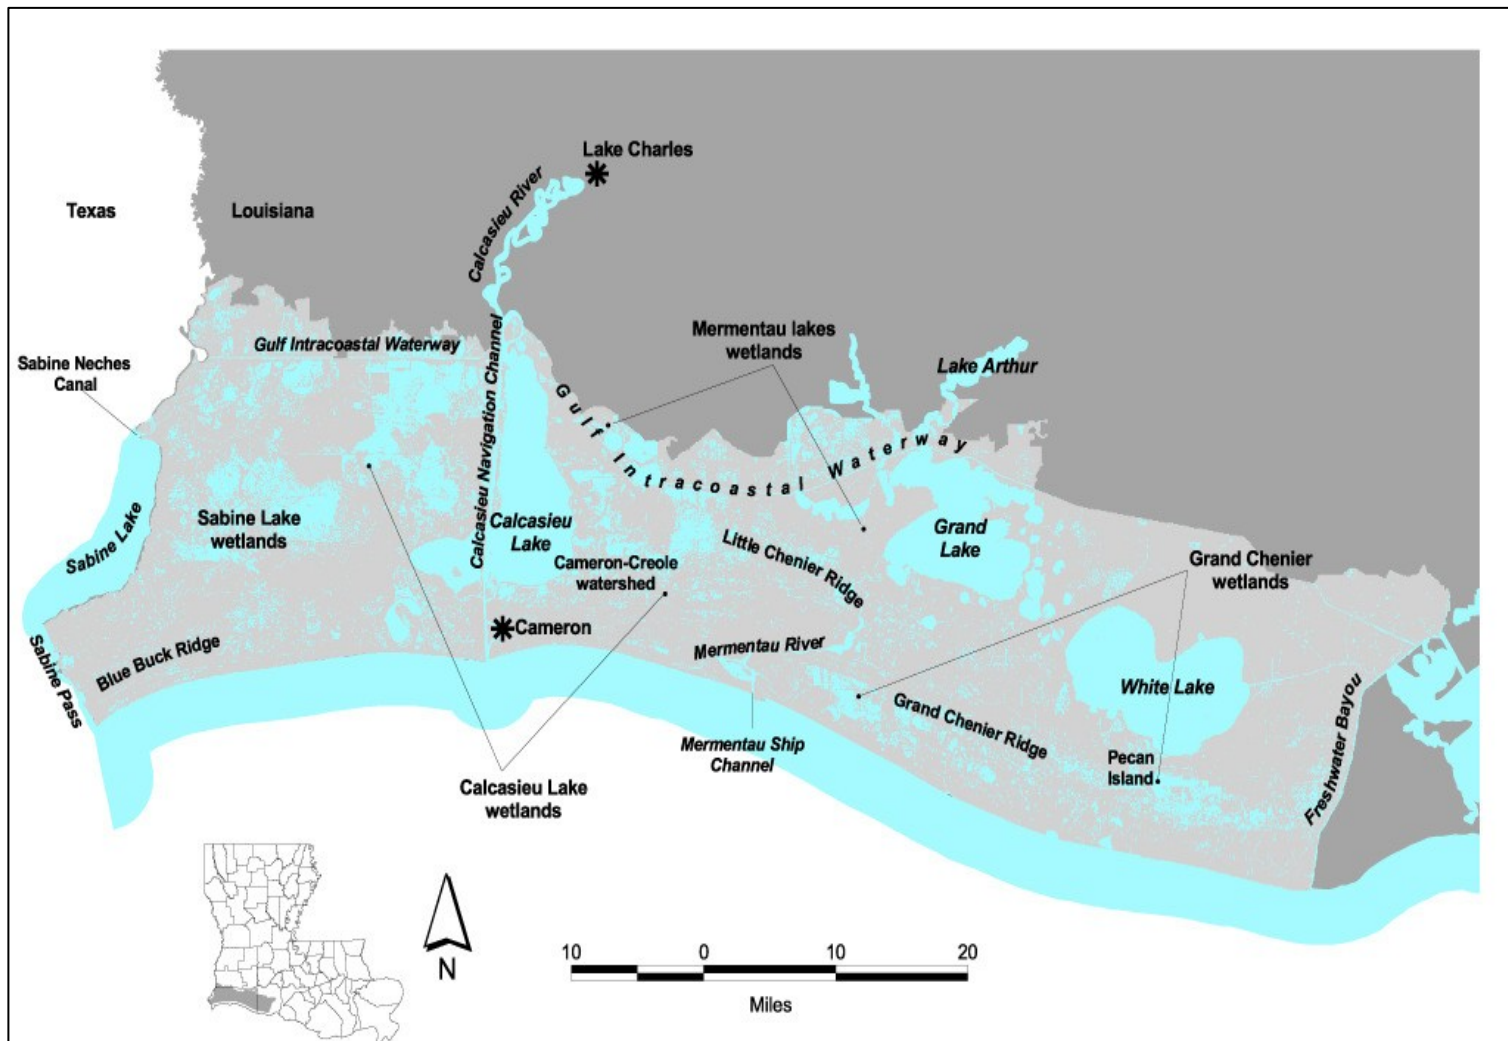 Lake Charles
Calcasieu River
Texas
Louisiana
Mermentau lakes
wetlands
Gulf Intracoastal Waterway
Lake Arthur
Sabine Neches
Canal
Calcasieu Navigation Channel
Gulf Intracoastal Waterway
Sabine Lake
Sabine Lake
wetlands
Calcasieu
Lake
Grand
Lake
Little Chenier Ridge
Cameron-Creole
watershed
Grand Chenier
wetlands
Cameron
Sabine Pass
Blue Buck Ridge
Mermentau River
White Lake
Grand Chenier Ridge
Freshwater Bayou
Mermentau Ship
Channel
Pecan
Island
Calcasieu Lake
wetlands
N
10 0 10 20
Miles